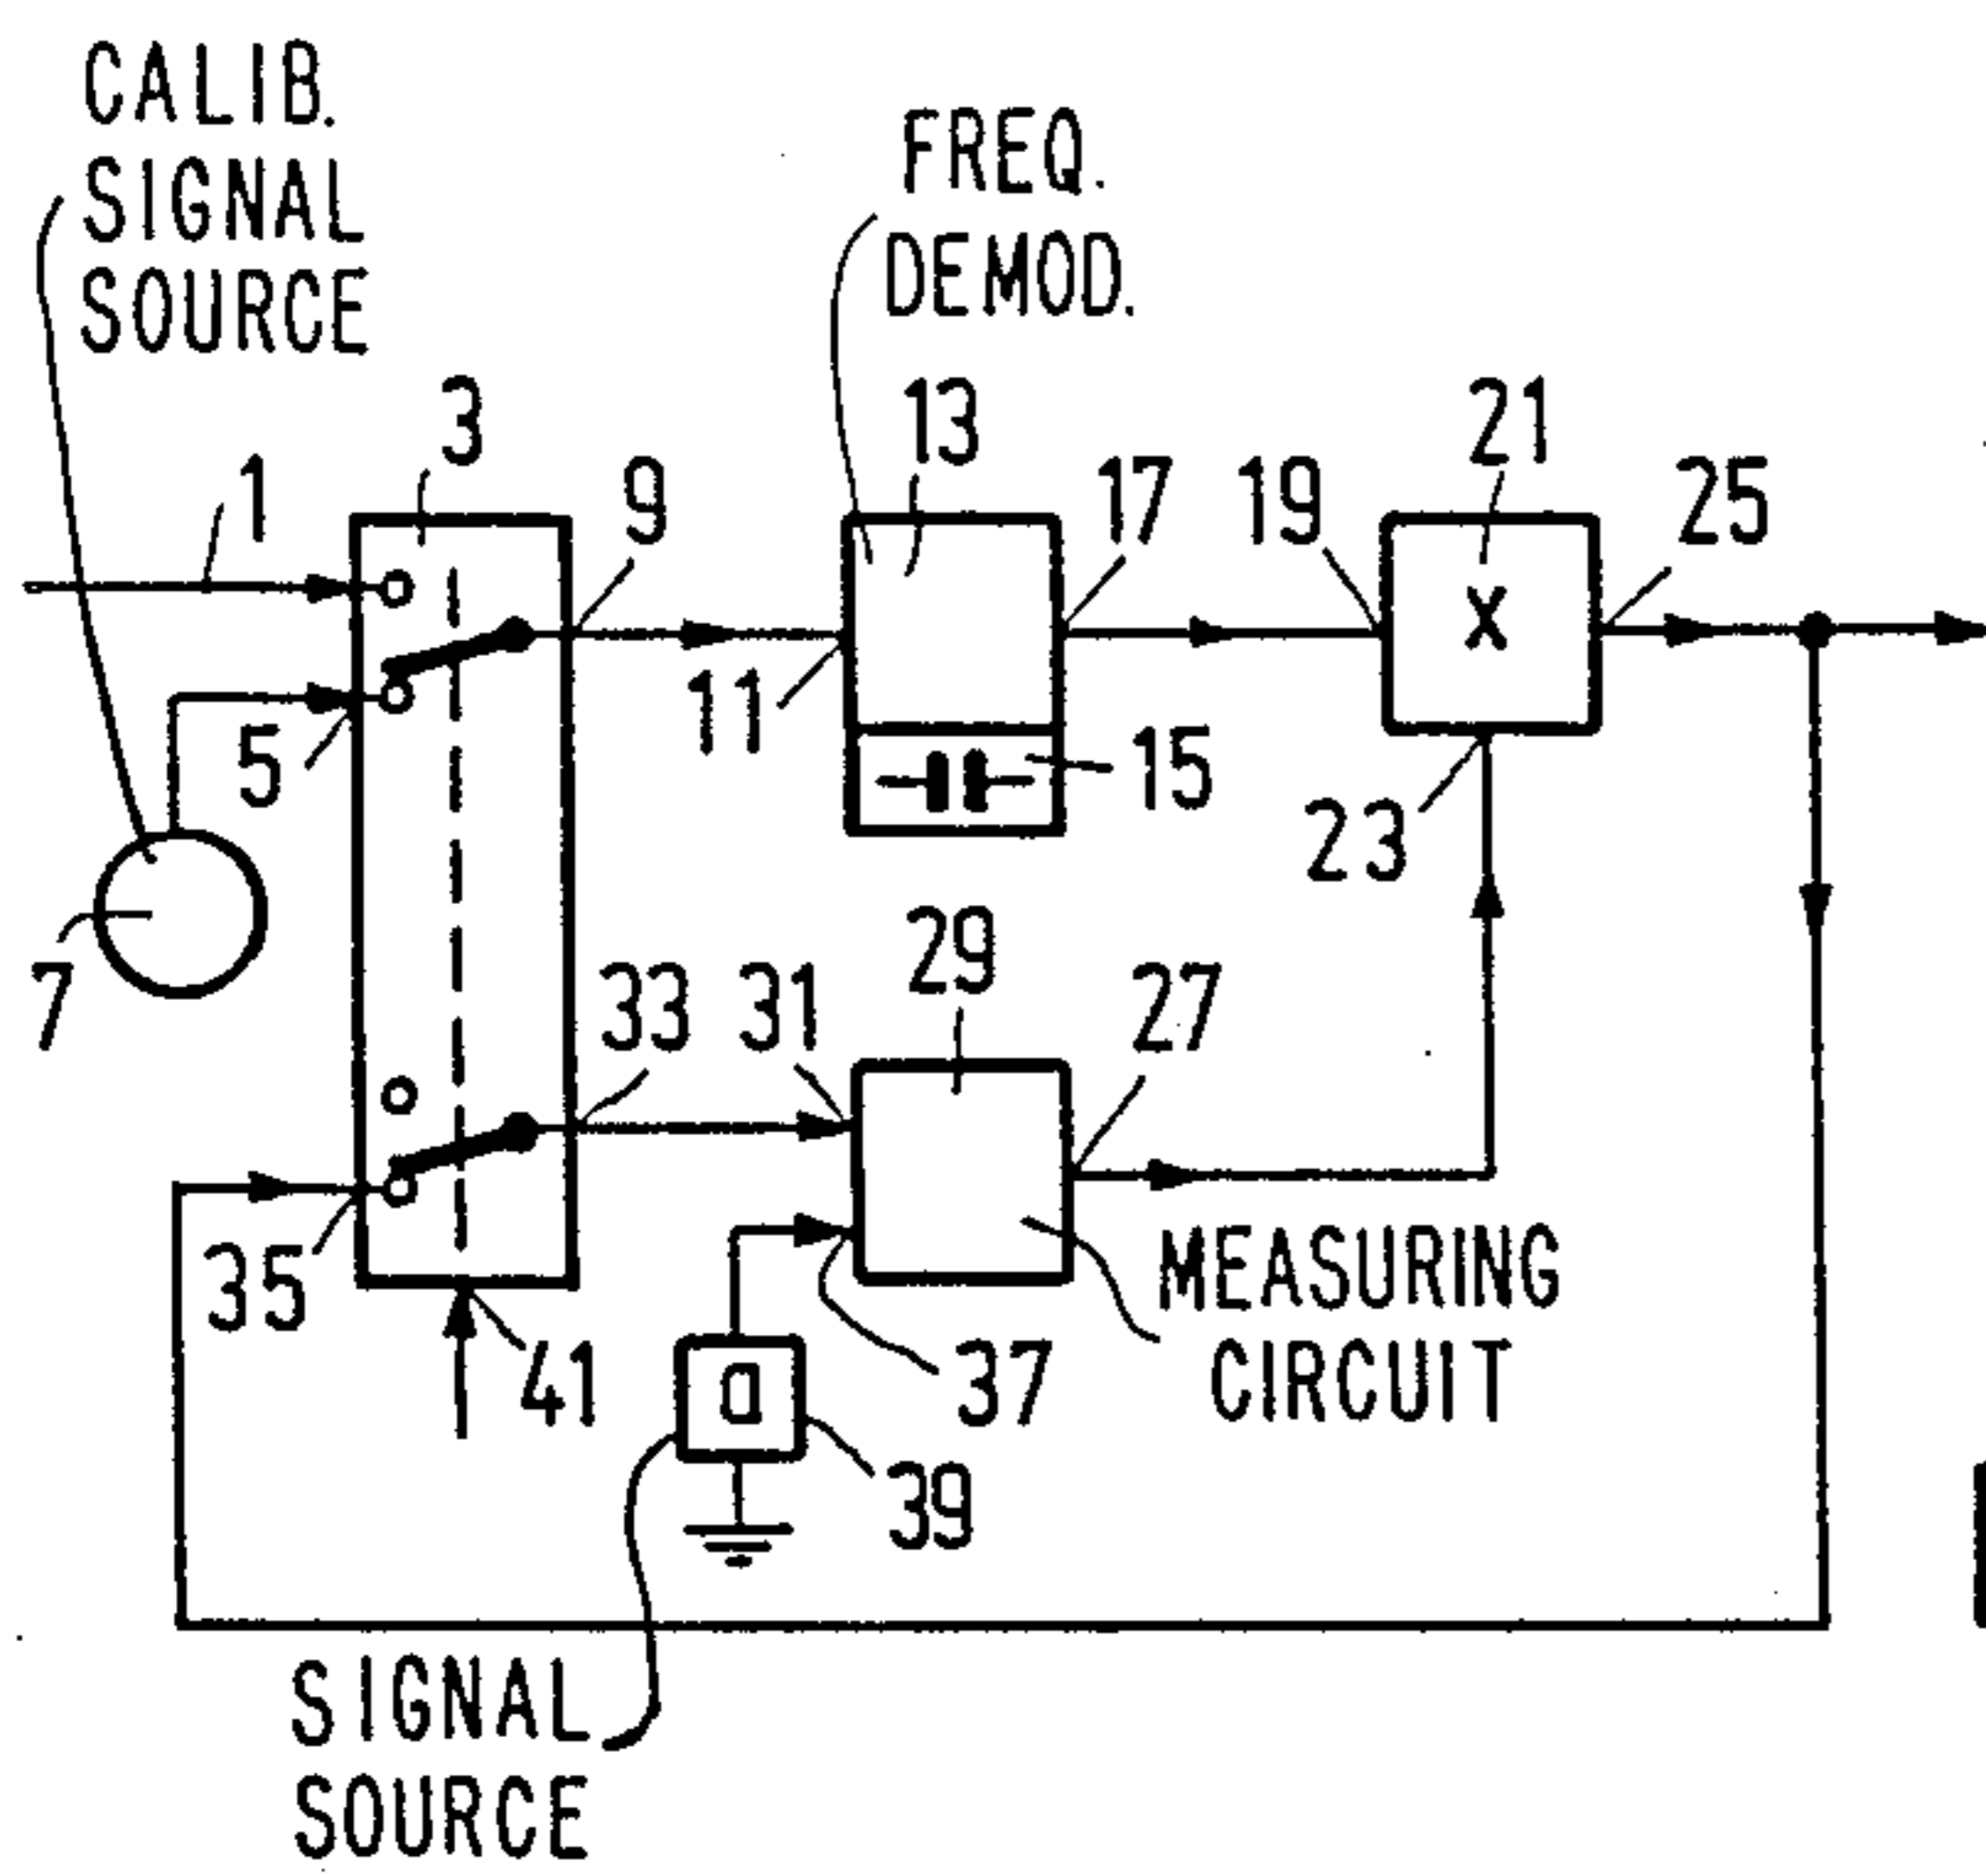 CALIB.
SIGNAL
SOURCE
FREQ.
DEMOD.
3
13
21
1
9
17
19
25
X
11
5
15
23
7
29
33
31
27
35
41
37
MEASURING
CIRCUIT
a
39
SIGNAL
SOURCE